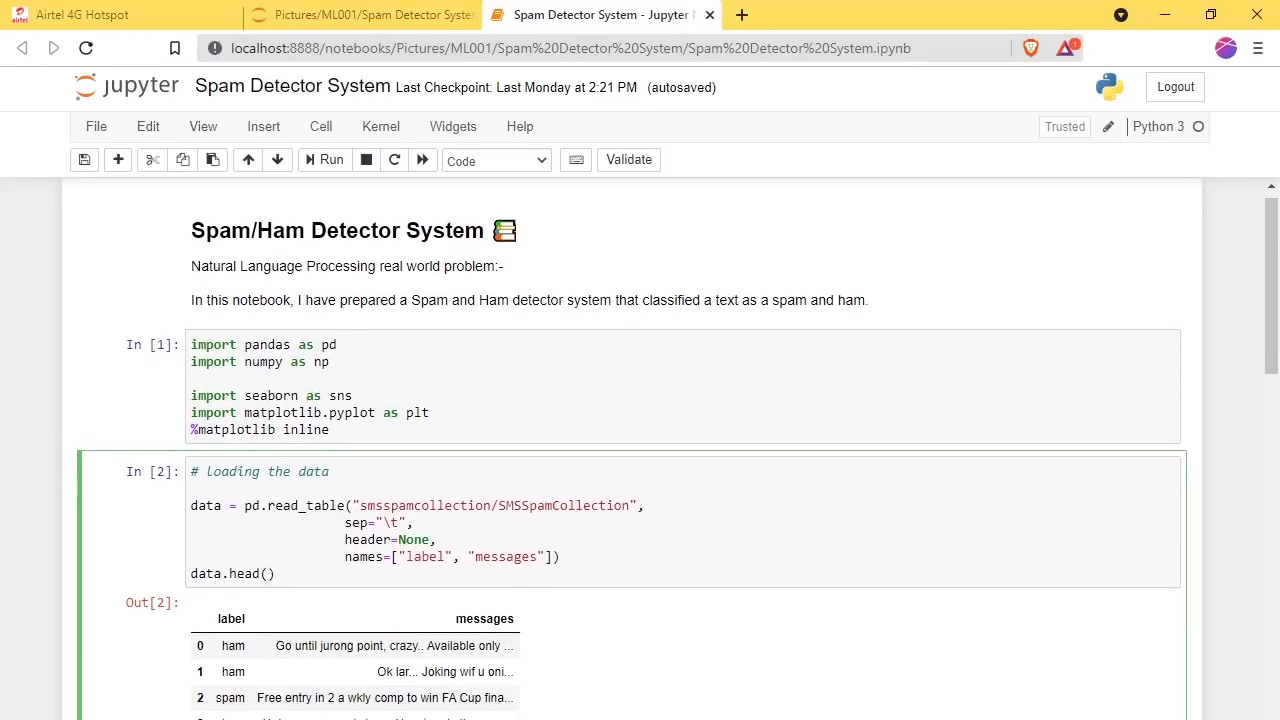 airtel Airtel 4G Hotspot Pictures/ML001/Spam Detector Syste Spam Detector System - Jupyter
localhost:8888/notebooks/Pictures/ML001/Spam%20Detector%20System/Spam%20Detector%20System.ipynb 1
jupyter Spam Detector System Last Checkpoint: Last Monday at 2:21 PM (autosaved) Logout
File Edit View Insert Cell Kernel Widgets Help Trusted Python 3
Run Code Validate
Spam/Ham Detector System
Natural Language Processing real world problem:-
In this notebook, I have prepared a Spam and Ham detector system that classified a text as a spam and ham.
In [1]: import pandas as pd
import numpy as np
import seaborn as sns
import matplotlib.pyplot as plt
%matplotlib inline
In [2]: # loading the data
data = pd.read_table("smsspamcollection/SMSSpamCollection",
sep="\t",
header=None,
names=["label", "messages"])
data.head()
Out[2]:
label messages
0 ham Go until jurong point, crazy.. Available only ...
1 ham Ok lar... Joking wif u oni...
2 spam Free entry in 2 a wkly comp to win FA Cup fina...